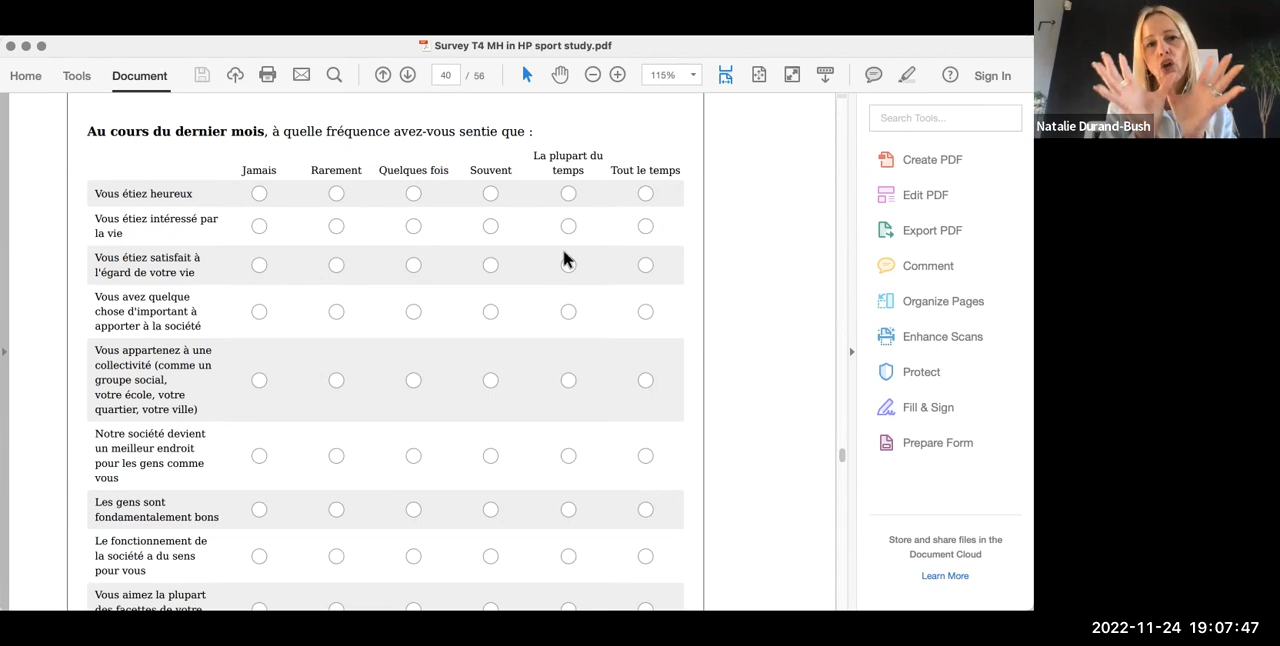 Survey T4 MH in HP sport study.pdf
Home Tools Document 40 / 56 115% Sign In
Au cours du dernier mois, à quelle fréquence avez-vous sentie que :
Jamais Rarement Quelques fois Souvent La plupart du temps Tout le temps
Vous étiez heureux
Vous étiez intéressé par
la vie
Vous étiez satisfait à
l'égard de votre vie
Vous avez quelque
chose d'important à
apporter à la société
Vous appartenez à une
collectivité (comme un
groupe social,
votre école, votre
quartier, votre ville)
Notre société devient
un meilleur endroit
pour les gens comme
vous
Les gens sont
fondamentalement bons
Le fonctionnement de
la société a du sens
pour vous
Vous aimez la plupart
des facettes de votre
Search Tools...
Create PDF
Edit PDF
Export PDF
Comment
Organize Pages
Enhance Scans
Protect
Fill & Sign
Prepare Form
Store and share files in the
Document Cloud
Learn More
Natalie Durand-Bush
2022-11-24 19:07:47